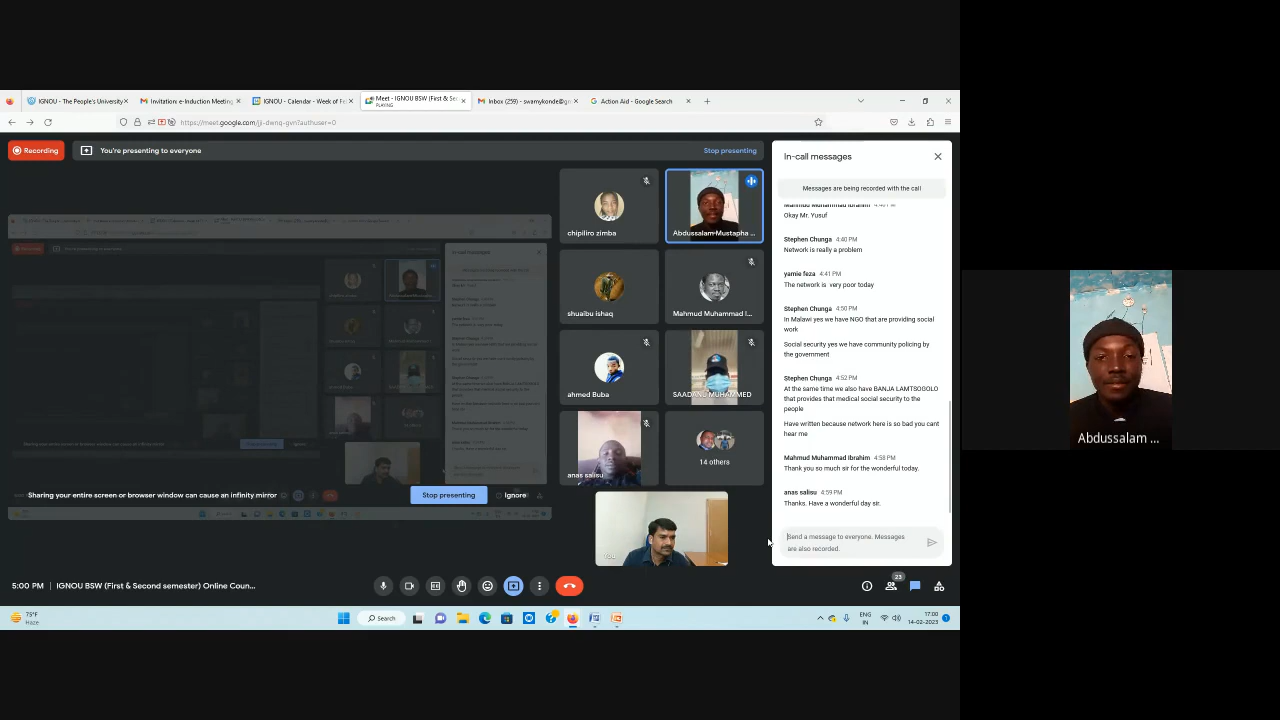 IGNOU - The People's University
Invitation: e-Induction Meeting
IGNOU - Calendar - Week of Fe
Meet - IGNOU BSW (First & Sec
PLAYING
Inbox (259) - swamykonde@gm
Action Aid - Google Search
https://meet.google.com/
Recording
You're presenting to everyone
Stop presenting
In-call messages
Messages are being recorded with the call
Mahmud Muhammad Ibrahim
Okay Mr. Yusuf
Stephen Chunga 4:40 PM
Network is really a problem
yamie feza 4:41 PM
The network is very poor today
Stephen Chunga 4:50 PM
In Malawi yes we have NGO that are providing social
work
Social security yes we have community policing by
the government
Stephen Chunga 4:52 PM
At the same time we also have BANJA LAMTSOGOLO
that provides that medical social security to the
people
Have written because network here is so bad you cant
hear me
Mahmud Muhammad Ibrahim 4:58 PM
Thank you so much sir for the wonderful today.
anas salisu 4:59 PM
Thanks. Have a wonderful day sir.
Send a message to everyone. Messages
are also recorded.
chipiliro zimba
Abdussalam Mustapha ...
shuaibu ishaq
Mahmud Muhammad I...
ahmed Buba
SAADANU MUHAMMED
anas salisu
14 others
You
Sharing your entire screen or browser window can cause an infinity mirror
Stop presenting
Ignore
5:00 PM | IGNOU BSW (First & Second semester) Online Coun...
23
75°F
Haze
Search
ENG
IN
17:00
14-02-2023
Abdussalam ...